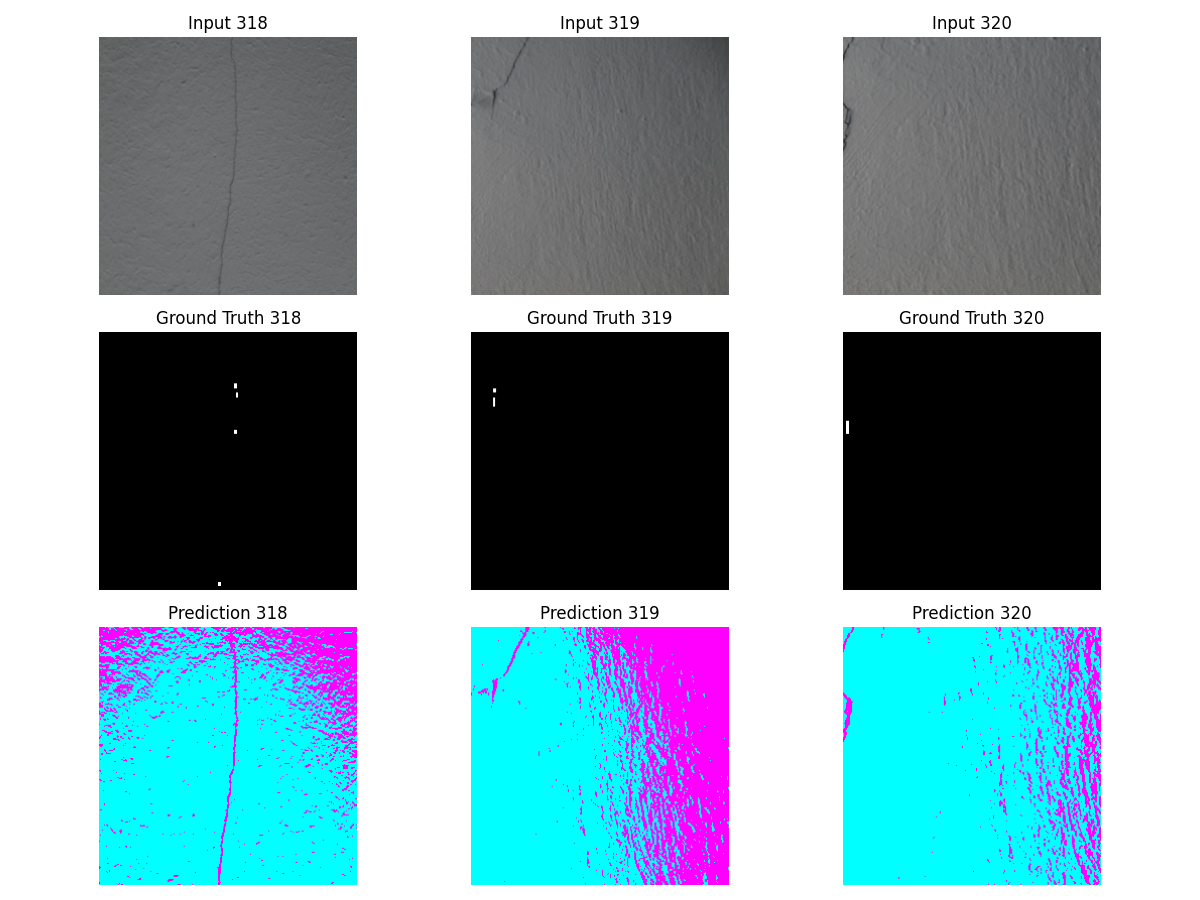 Input 318
Input 319
Input 320
Ground Truth 318
Ground Truth 319
Ground Truth 320
Prediction 318
Prediction 319
Prediction 320